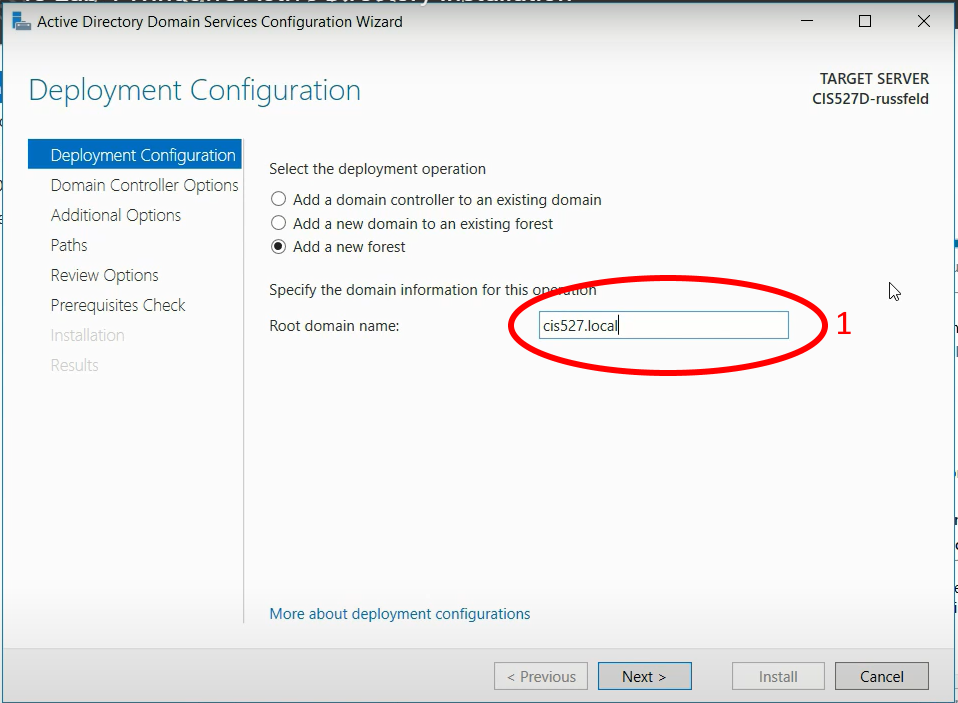 Active Directory Domain Services Configuration Wizard
Deployment Configuration
TARGET SERVER
CIS527D-russfeld
Deployment Configuration
Domain Controller Options
Additional Options
Paths
Review Options
Prerequisites Check
Installation
Results
Select the deployment operation
Add a domain controller to an existing domain
Add a new domain to an existing forest
Add a new forest
Specify the domain information for this operation
Root domain name:
cis527.local
1
More about deployment configurations
< Previous
Next >
Install
Cancel